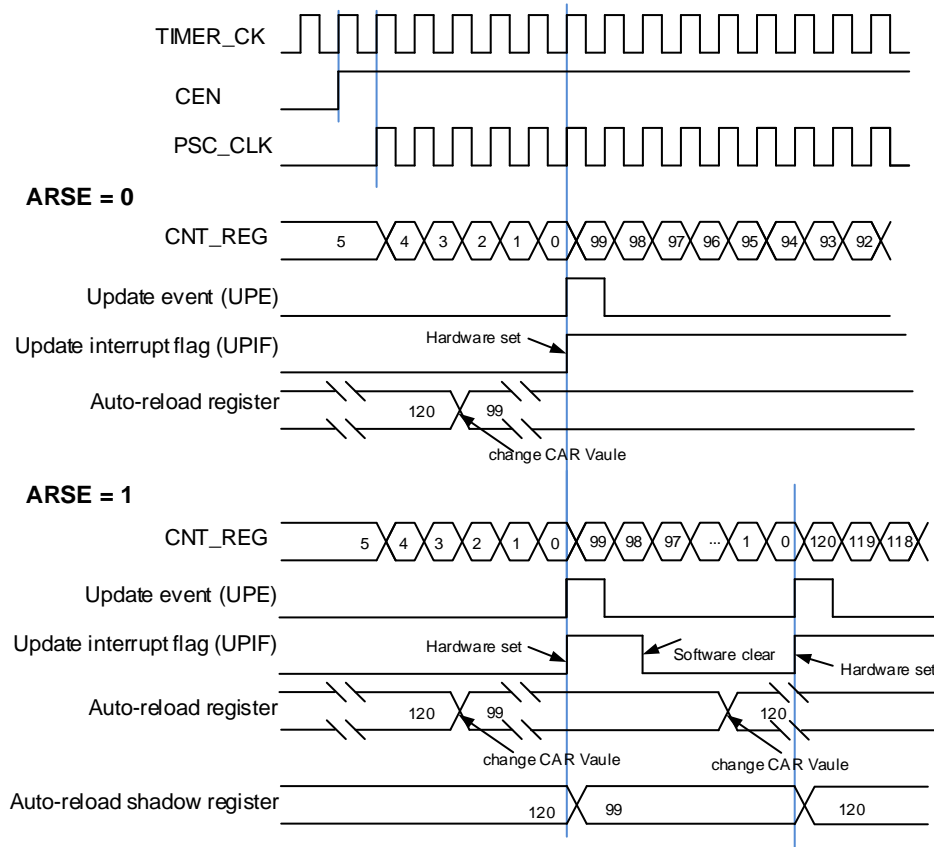 TIMER_CK
CEN
PSC_CLK
ARSE = 0
CNT_REG 5 4 3 2 1 0 99 98 97 96 95 94 93 92
Update event (UPE)
Update interrupt flag (UPIF) Hardware set
Auto-reload register 120 99
change CAR Vaule
ARSE = 1
CNT_REG 5 4 3 2 1 0 99 98 97 ... 1 0 120 119 118
Update event (UPE)
Update interrupt flag (UPIF) Hardware set Software clear Hardware set
Auto-reload register 120 99 120
change CAR Vaule change CAR Vaule
Auto-reload shadow register 120 99 120